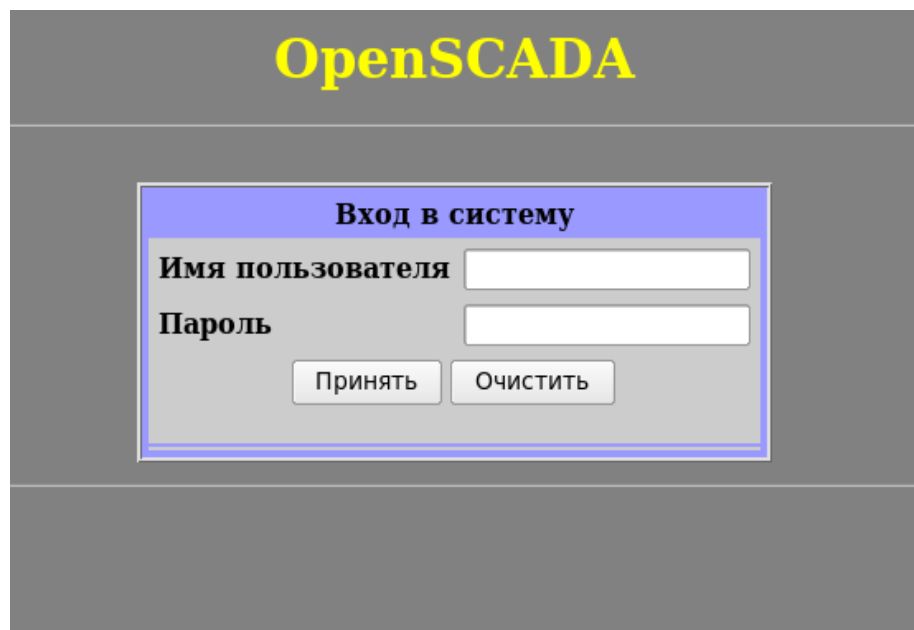 OpenSCADA
Вход в систему
Имя пользователя
Пароль
Принять Очистить